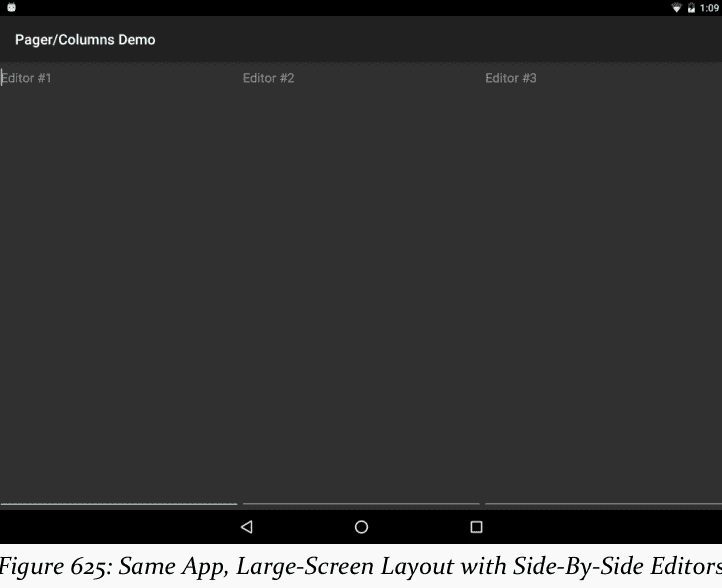 1:09
Pager/Columns Demo
Editor #1 Editor #2 Editor #3
Figure 625: Same App, Large-Screen Layout with Side-By-Side Editors